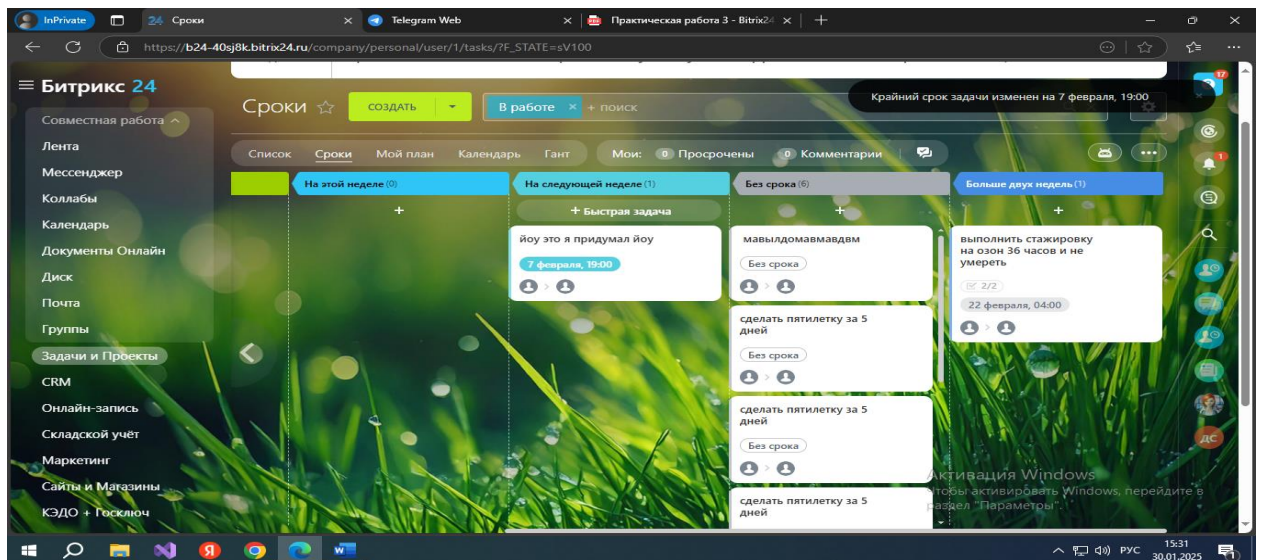 InPrivate
24 Сроки
Telegram Web
Практическая работа 3 - Bitrix24
https://b24-40sj8k.bitrix24.ru/company/personal/user/1/tasks/?F_STATE=sV100
Битрикс 24
17
Сроки
СОЗДАТЬ
В работе × + поиск
Крайний срок задачи изменен на 7 февраля, 19:00
Совместная работа
Лента
Мессенджер
Коллабы
Календарь
Документы Онлайн
Диск
Почта
Группы
Задачи и Проекты
CRM
Онлайн-запись
Складской учёт
Маркетинг
Сайты и Магазины
КЭДО + Госключ
Список Сроки Мой план Календарь Гант Мои: 0 Просрочены 0 Комментарии
1
На этой неделе (0)
+
На следующей неделе (1)
+ Быстрая задача
йоу это я придумал йоу
7 февраля, 19:00
Без срока (6)
+
мавылдомавмавдвм
Без срока
сделать пятилетку за 5
дней
Без срока
сделать пятилетку за 5
дней
Без срока
сделать пятилетку за 5
дней
Больше двух недель (1)
+
выполнить стажировку
на озон 36 часов и не
умереть
2/2
22 февраля, 04:00
ДС
Активация Windows
Чтобы активировать Windows, перейдите в
раздел "Параметры".
РУС
15:31
30.01.2025